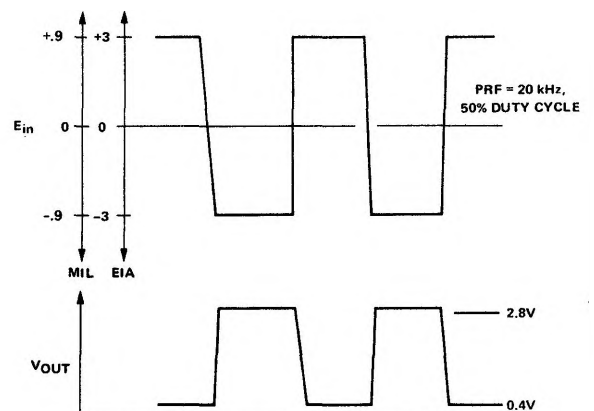 +.9 +3
PRF = 20 kHz,
50% DUTY CYCLE
Ein 0 0
-.9 -3
MIL EIA
2.8V
VOUT
0.4V